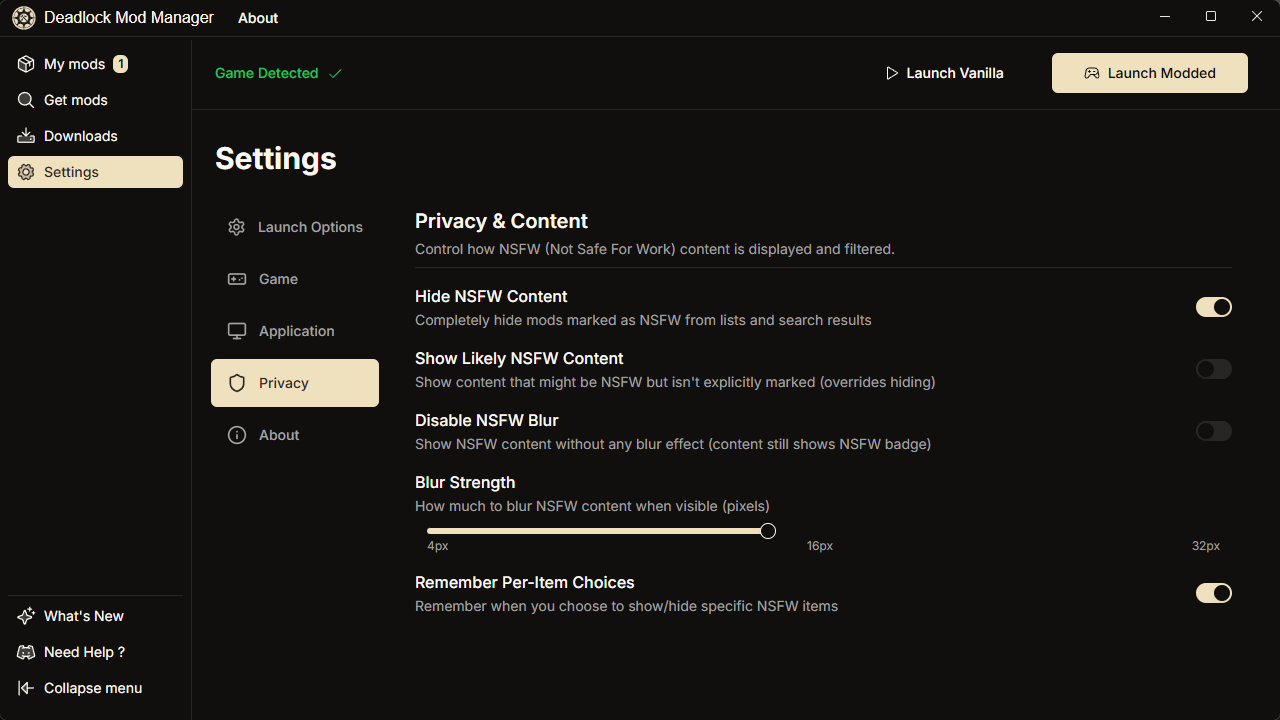 Deadlock Mod Manager
About
My mods 1
Get mods
Downloads
Settings
What's New
Need Help ?
Collapse menu
Game Detected
Launch Vanilla
Launch Modded
Settings
Launch Options
Game
Application
Privacy
About
Privacy & Content
Control how NSFW (Not Safe For Work) content is displayed and filtered.
Hide NSFW Content
Completely hide mods marked as NSFW from lists and search results
Show Likely NSFW Content
Show content that might be NSFW but isn't explicitly marked (overrides hiding)
Disable NSFW Blur
Show NSFW content without any blur effect (content still shows NSFW badge)
Blur Strength
How much to blur NSFW content when visible (pixels)
4px 16px 32px
Remember Per-Item Choices
Remember when you choose to show/hide specific NSFW items